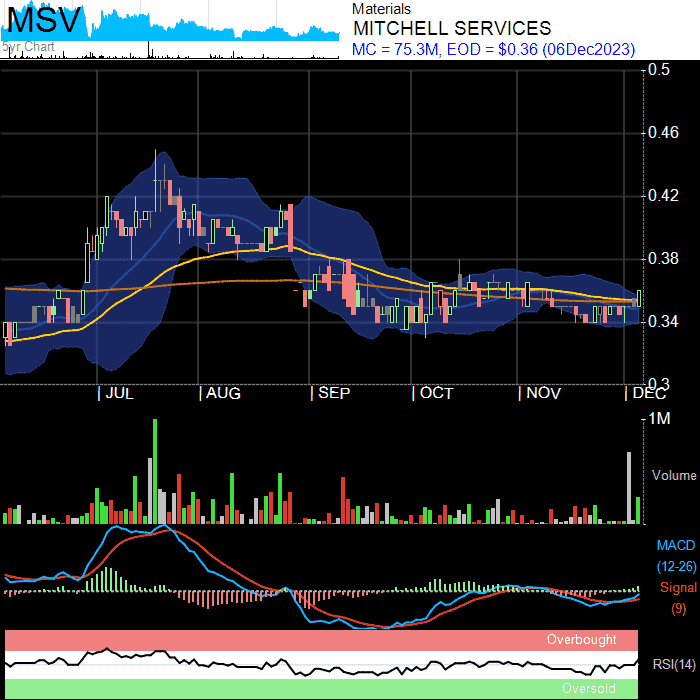 MSV
5yr Chart
Materials
MITCHELL SERVICES
MC = 75.3M, EOD = $0.36 (06Dec2023)
0.5
0.46
0.42
0.38
0.34
0.3
| JUL | AUG | SEP | OCT | NOV | DEC
1M
Volume
MACD
(12-26)
Signal
(9)
Overbought
RSI(14)
Oversold